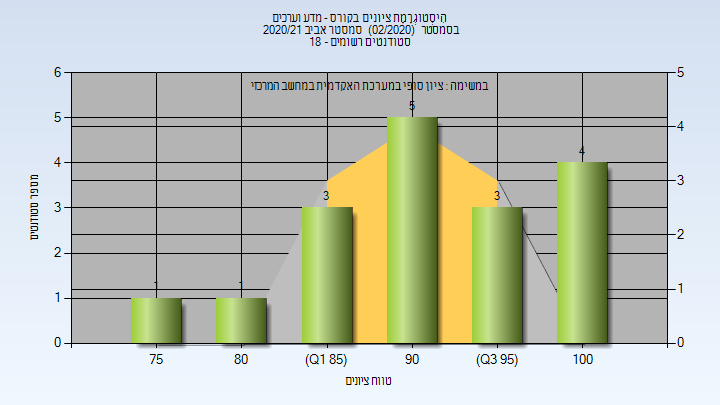 היסטוגרמת ציונים בקורס - מדע וערכים
בסמסטר (02/2020) סמסטר אביב 2020/21
סטודנטים רשומים - 18
במשימה : ציון סופי במערכת האקדמית במחשב המרכזי
6
5
4
3
2
1
0
5
4
3
2
1
0
מספר סטודנטים
1
1
3
5
3
4
75
80
(Q1 85)
90
(Q3 95)
100
טווח ציונים